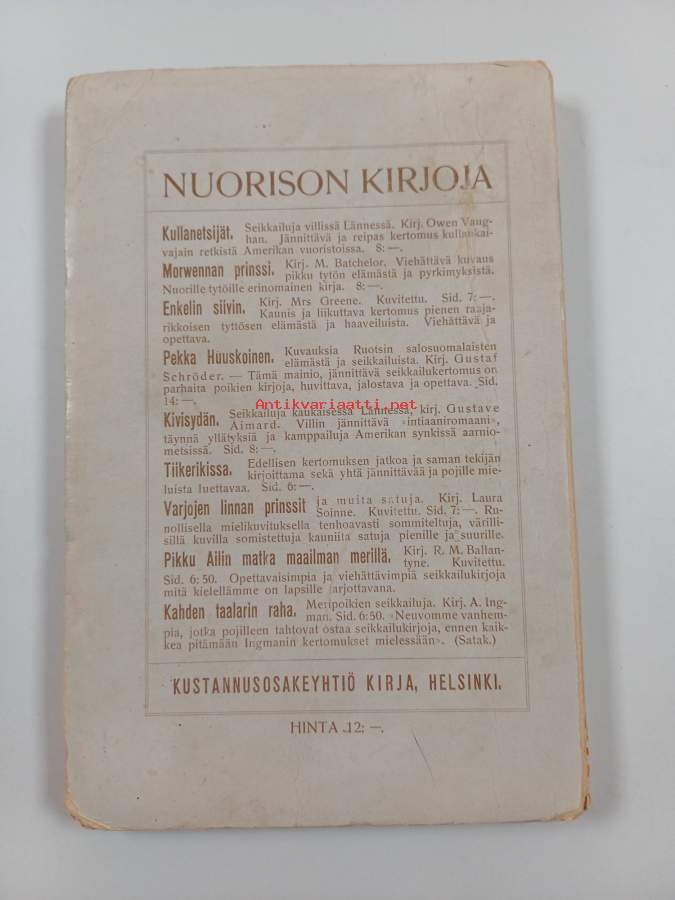 NUORISON KIRJOJA
Kullanetsijät. Seikkailuja villissä Lännessä. Kirj. Owen Vaug-
han. Jännittävä ja reipas kertomus kullankai-
vajain retkistä Amerikan vuoristoissa. 8: —.
Morwennan prinssi. Kirj. M. Batchelor. Viehättävä kuvaus
pikku tytön elämästä ja pyrkimyksistä.
Nuorille tytöille erinomainen kirja. 8: —.
Enkelin siivin. Kirj. Mrs Greene. Kuvitettu. Sid. 7: —.
Kaunis ja liikuttava kertomus pienen raaja-
rikkoisen tyttösen elämästä ja haaveiluista. Viehättävä ja
opettava.
Pekka Huuskoinen. Kuvauksia Ruotsin salosuomalaisten
elämästä ja seikkailuista. Kirj. Gustaf
Schröder. — Tämä mainio, jännittävä seikkailukertomus on
parhaita poikien kirjoja, huvittava, jalostava ja opettava. Sid.
14: —.
Antikvariaatti.net
Kivisydän. Seikkailuja kaukaisessa Lännessä, kirj. Gustave
Aimard. Villin jännittävä »intiaaniromaani»,
täynnä yllätyksiä ja kamppailuja Amerikan synkissä aarnio-
metsissä. Sid. 8: —.
Tiikerikissa. Edellisen kertomuksen jatkoa ja saman tekijän
kirjoittama sekä yhtä jännittävää ja pojille mie-
luista luettavaa. Sid. 6: —.
Varjojen linnan prinssit ja muita satuja. Kirj. Laura
Soinne. Kuvitettu. Sid. 7: —. Ru-
nollisella mielikuvituksella tenhoavasti sommiteltuja, värilli-
sillä kuvilla somistettuja kauniita satuja pienille ja suurille.
Pikku Ailin matka maailman merillä. Kirj. R. M. Ballan-
tyne. Kuvitettu.
Sid. 6: 50. Opettavaisimpia ja viehättävimpiä seikkailukirjoja
mitä kielellämme on lapsille tarjottavana.
Kahden taalarin raha. Meripoikien seikkailuja. Kirj. A. Ing-
man. Sid. 6: 50. »Neuvomme vanhem-
pia, jotka pojilleen tahtovat ostaa seikkailukirjoja, ennen kaik-
kea pitämään Ingmanin kertomukset mielessään». (Satak.)
KUSTANNUSOSAKEYHTIÖ KIRJA, HELSINKI.
HINTA 12: —.